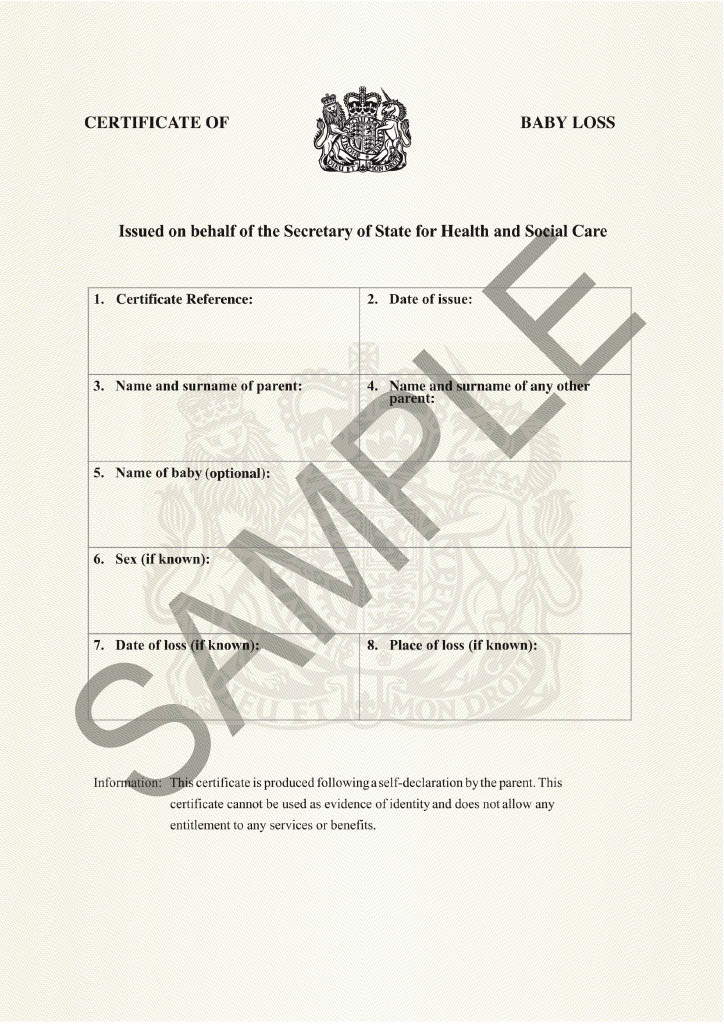 CERTIFICATE OF BABY LOSS
DIEU ET MON DROIT
Issued on behalf of the Secretary of State for Health and Social Care
1. Certificate Reference:
2. Date of issue:
3. Name and surname of parent:
4. Name and surname of any other
parent:
5. Name of baby (optional):
6. Sex (if known):
7. Date of loss (if known):
8. Place of loss (if known):
SAMPLE
DIEU ET MON DROIT
Information: This certificate is produced following a self-declaration by the parent. This
certificate cannot be used as evidence of identity and does not allow any
entitlement to any services or benefits.